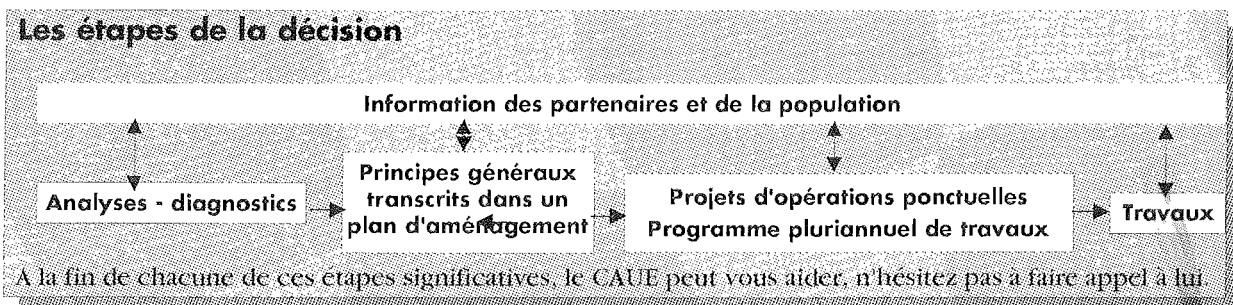 Les étapes de la décision
Information des partenaires et de la population
Analyses - diagnostics
Principes généraux
transcrits dans un
plan d'aménagement
Projets d'opérations ponctuelles
Programme pluriannuel de travaux
Travaux
A la fin de chacune de ces étapes significatives, le CAUE peut vous aider, n'hésitez pas à faire appel à lui.